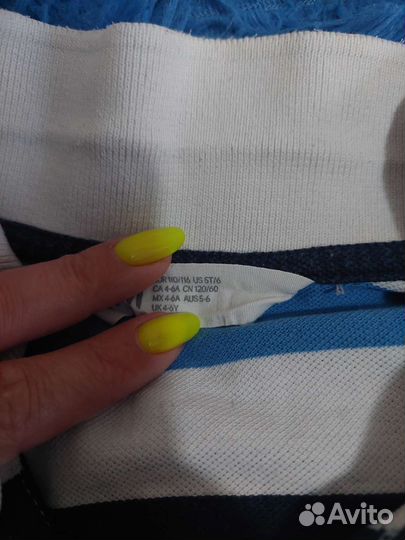 110/116 US 5T/6
CA 4-6A CN 120/60
MX 4-6A AUS 5-6
UK 4-6Y
Avito